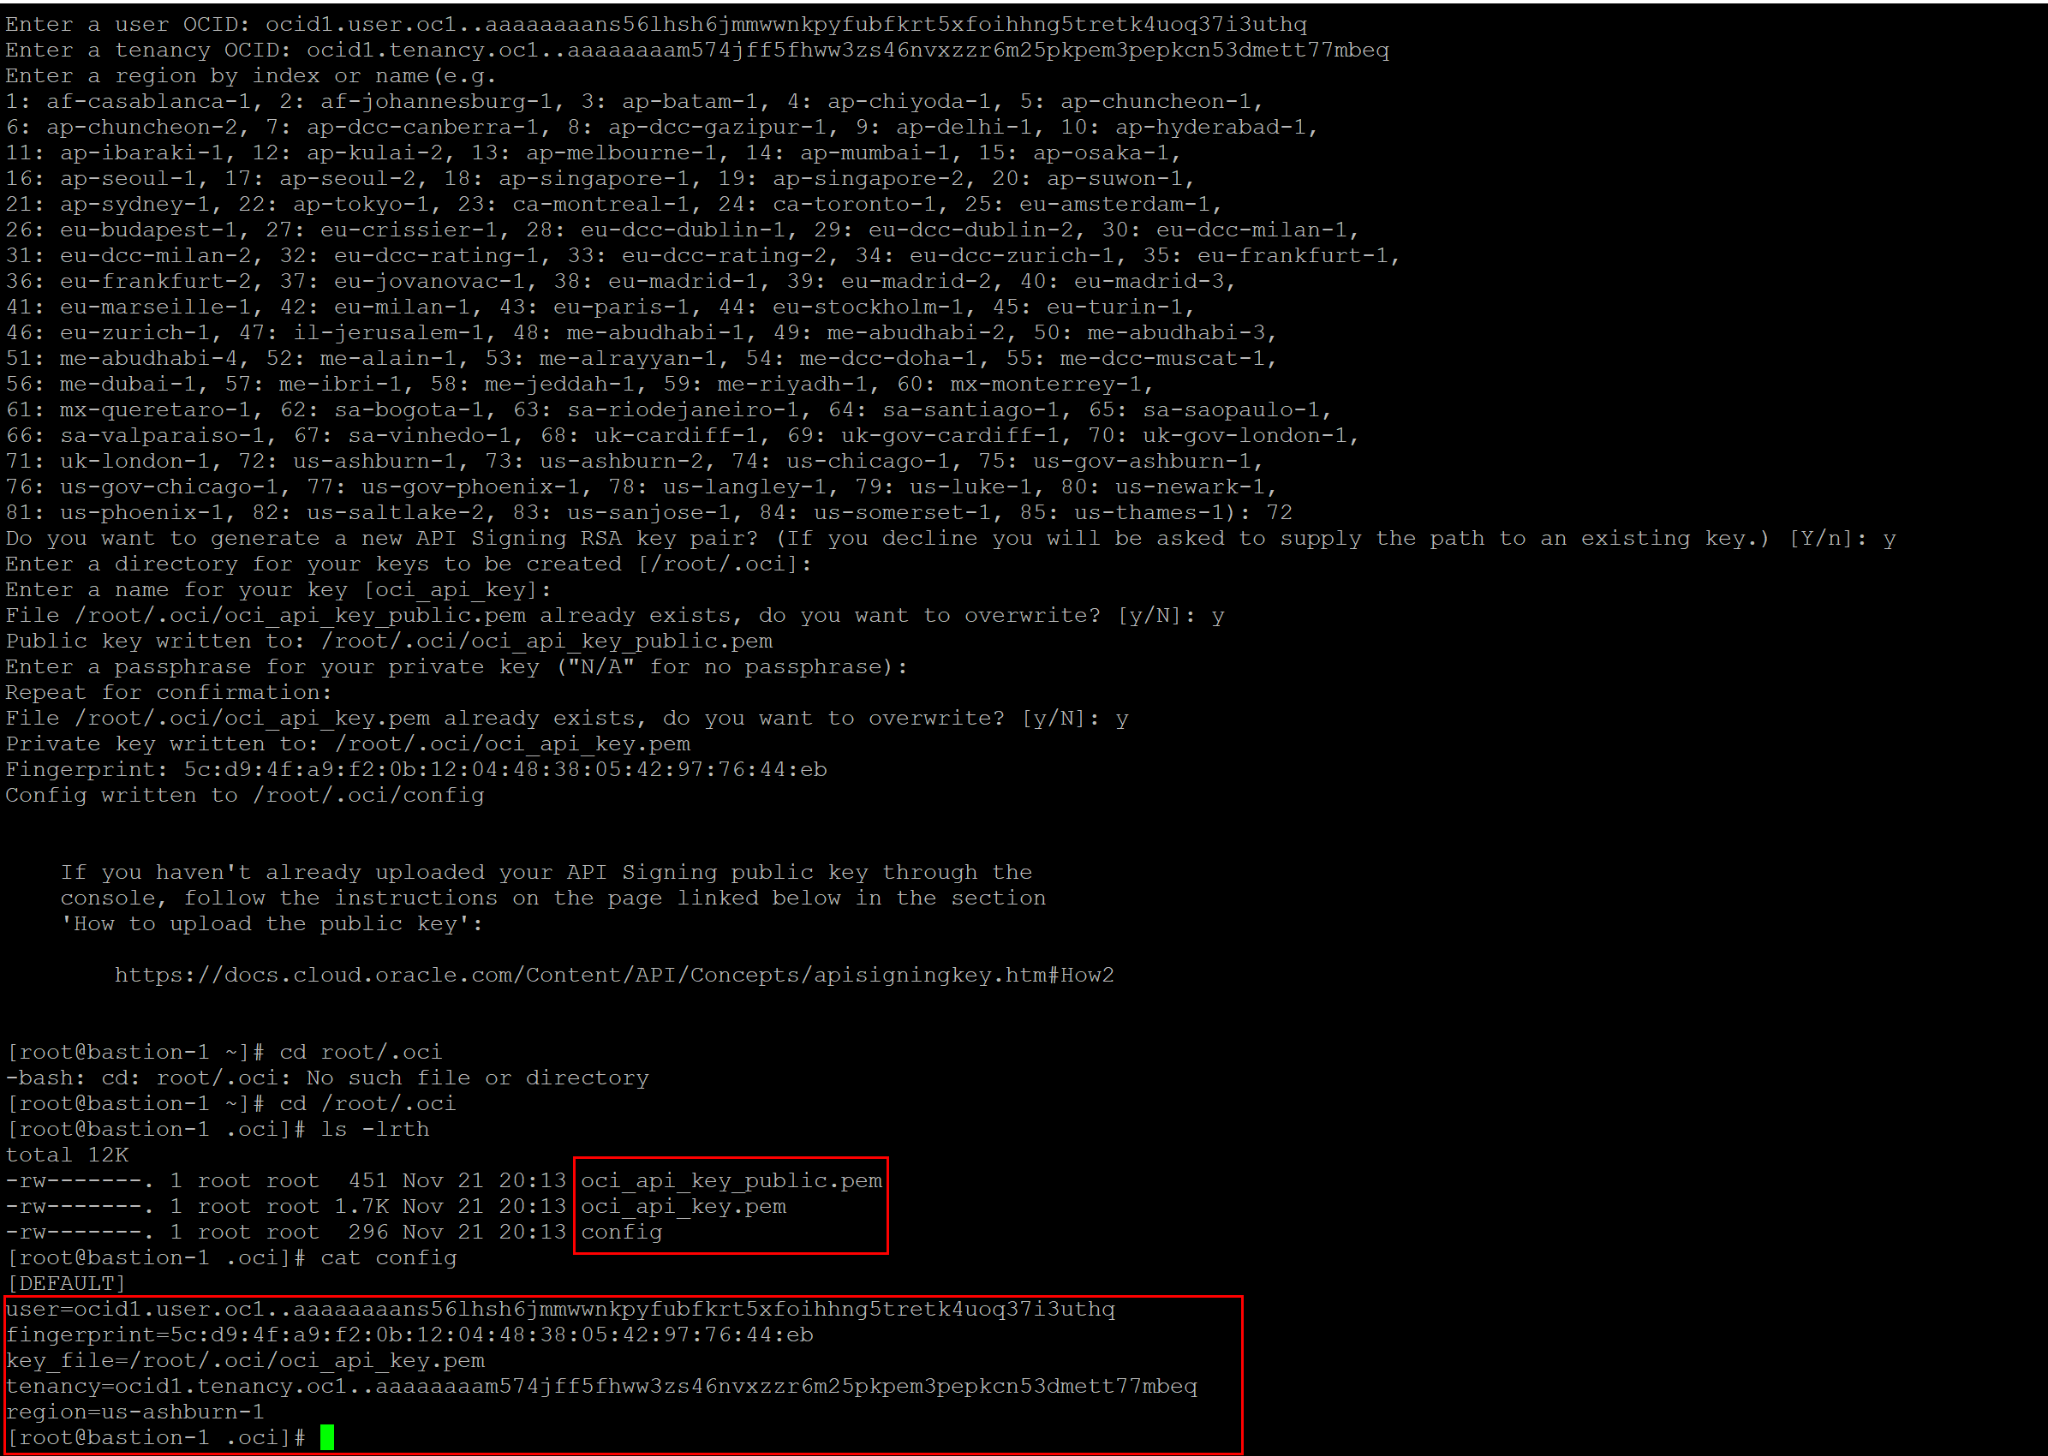 Enter a user OCID: ocid1.user.oc1..aaaaaaaans56lhsh6jmmwwnkpyfubfkrt5xfoihhng5tretk4uoq37i3uthq
Enter a tenancy OCID: ocid1.tenancy.oc1..aaaaaaaam574jff5fhww3zs46nvxzzr6m25pkpem3pepkcn53dmett77mbeq
Enter a region by index or name(e.g.
1: af-casablanca-1, 2: af-johannesburg-1, 3: ap-batam-1, 4: ap-chiyoda-1, 5: ap-chuncheon-1,
6: ap-chuncheon-2, 7: ap-dcc-canberra-1, 8: ap-dcc-gazipur-1, 9: ap-delhi-1, 10: ap-hyderabad-1,
11: ap-ibaraki-1, 12: ap-kulai-2, 13: ap-melbourne-1, 14: ap-mumbai-1, 15: ap-osaka-1,
16: ap-seoul-1, 17: ap-seoul-2, 18: ap-singapore-1, 19: ap-singapore-2, 20: ap-suwon-1,
21: ap-sydney-1, 22: ap-tokyo-1, 23: ca-montreal-1, 24: ca-toronto-1, 25: eu-amsterdam-1,
26: eu-budapest-1, 27: eu-crissier-1, 28: eu-dcc-dublin-1, 29: eu-dcc-dublin-2, 30: eu-dcc-milan-1,
31: eu-dcc-milan-2, 32: eu-dcc-rating-1, 33: eu-dcc-rating-2, 34: eu-dcc-zurich-1, 35: eu-frankfurt-1,
36: eu-frankfurt-2, 37: eu-jovanovac-1, 38: eu-madrid-1, 39: eu-madrid-2, 40: eu-madrid-3,
41: eu-marseille-1, 42: eu-milan-1, 43: eu-paris-1, 44: eu-stockholm-1, 45: eu-turin-1,
46: eu-zurich-1, 47: il-jerusalem-1, 48: me-abudhabi-1, 49: me-abudhabi-2, 50: me-abudhabi-3,
51: me-abudhabi-4, 52: me-alain-1, 53: me-alrayyan-1, 54: me-dcc-doha-1, 55: me-dcc-muscat-1,
56: me-dubai-1, 57: me-ibri-1, 58: me-jeddah-1, 59: me-riyadh-1, 60: mx-monterrey-1,
61: mx-queretaro-1, 62: sa-bogota-1, 63: sa-riodejaneiro-1, 64: sa-santiago-1, 65: sa-saopaulo-1,
66: sa-valparaiso-1, 67: sa-vinhedo-1, 68: uk-cardiff-1, 69: uk-gov-cardiff-1, 70: uk-gov-london-1,
71: uk-london-1, 72: us-ashburn-1, 73: us-ashburn-2, 74: us-chicago-1, 75: us-gov-ashburn-1,
76: us-gov-chicago-1, 77: us-gov-phoenix-1, 78: us-langley-1, 79: us-luke-1, 80: us-newark-1,
81: us-phoenix-1, 82: us-saltlake-2, 83: us-sanjose-1, 84: us-somerset-1, 85: us-thames-1): 72
Do you want to generate a new API Signing RSA key pair? (If you decline you will be asked to supply the path to an existing key.) [Y/n]: y
Enter a directory for your keys to be created [/root/.oci]:
Enter a name for your key [oci_api_key]:
File /root/.oci/oci_api_key_public.pem already exists, do you want to overwrite? [y/N]: y
Public key written to: /root/.oci/oci_api_key_public.pem
Enter a passphrase for your private key ("N/A" for no passphrase):
Repeat for confirmation:
File /root/.oci/oci_api_key.pem already exists, do you want to overwrite? [y/N]: y
Private key written to: /root/.oci/oci_api_key.pem
Fingerprint: 5c:d9:4f:a9:f2:0b:12:04:48:38:05:42:97:76:44:eb
Config written to /root/.oci/config
If you haven't already uploaded your API Signing public key through the
console, follow the instructions on the page linked below in the section
'How to upload the public key':
https://docs.cloud.oracle.com/Content/API/Concepts/apisigningkey.htm#How2
[root@bastion-1 ~]# cd root/.oci
-bash: cd: root/.oci: No such file or directory
[root@bastion-1 ~]# cd /root/.oci
[root@bastion-1 .oci]# ls -lrth
total 12K
-rw-------. 1 root root  451 Nov 21 20:13 oci_api_key_public.pem
-rw-------. 1 root root 1.7K Nov 21 20:13 oci_api_key.pem
-rw-------. 1 root root  296 Nov 21 20:13 config
[root@bastion-1 .oci]# cat config
[DEFAULT]
user=ocid1.user.oc1..aaaaaaaans56lhsh6jmmwwnkpyfubfkrt5xfoihhng5tretk4uoq37i3uthq
fingerprint=5c:d9:4f:a9:f2:0b:12:04:48:38:05:42:97:76:44:eb
key_file=/root/.oci/oci_api_key.pem
tenancy=ocid1.tenancy.oc1..aaaaaaaam574jff5fhww3zs46nvxzzr6m25pkpem3pepkcn53dmett77mbeq
region=us-ashburn-1
[root@bastion-1 .oci]#